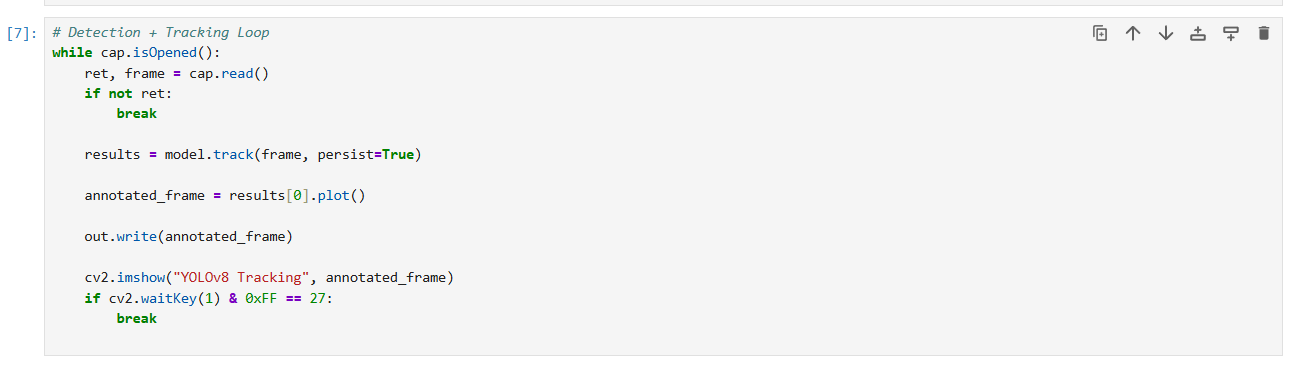 [7]: # Detection + Tracking Loop
while cap.isOpened():
    ret, frame = cap.read()
    if not ret:
        break
    results = model.track(frame, persist=True)
    annotated_frame = results[0].plot()
    out.write(annotated_frame)
    cv2.imshow("YOLOv8 Tracking", annotated_frame)
    if cv2.waitKey(1) & 0xFF == 27:
        break